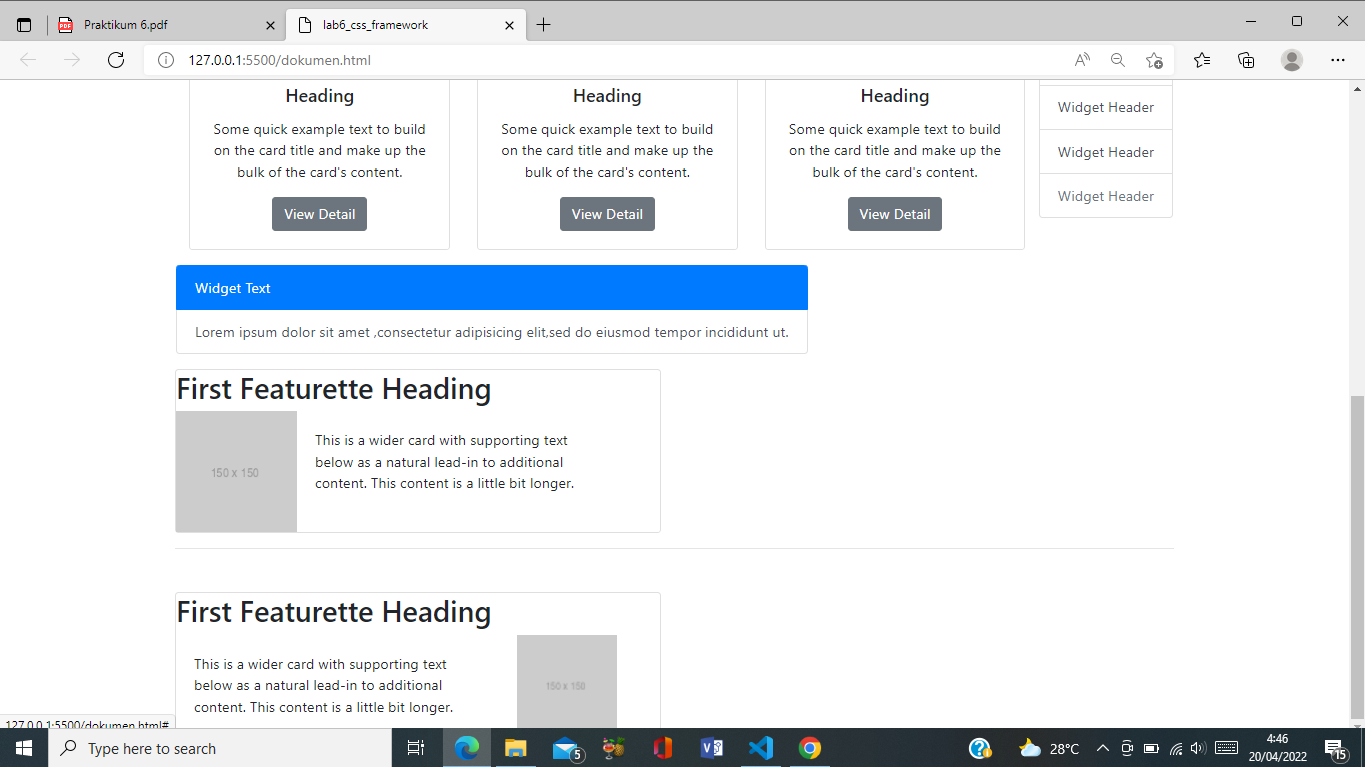 Praktikum 6.pdf
lab6_css_framework
127.0.0.1:5500/dokumen.html
Heading
Some quick example text to build
on the card title and make up the
bulk of the card's content.
View Detail
Heading
Some quick example text to build
on the card title and make up the
bulk of the card's content.
View Detail
Heading
Some quick example text to build
on the card title and make up the
bulk of the card's content.
View Detail
Widget Header
Widget Header
Widget Header
Widget Text
Lorem ipsum dolor sit amet ,consectetur adipisicing elit,sed do eiusmod tempor incididunt ut.
First Featurette Heading
150 x 150
This is a wider card with supporting text
below as a natural lead-in to additional
content. This content is a little bit longer.
First Featurette Heading
This is a wider card with supporting text
below as a natural lead-in to additional
content. This content is a little bit longer.
150 x 150
127.0.0.1:5500/dokumen.html#
Type here to search
5
28°C
4:46
20/04/2022
15